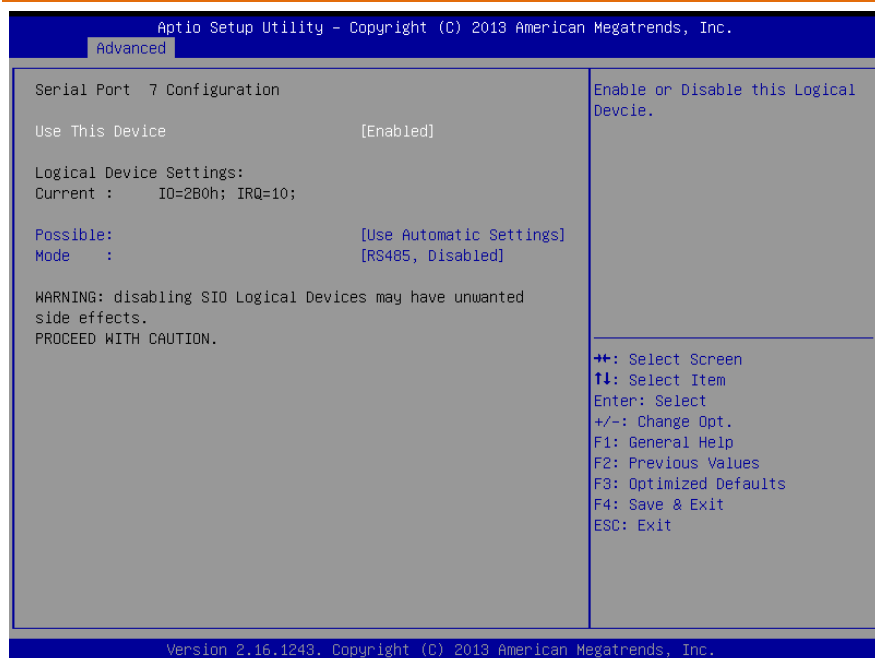 Aptio Setup Utility – Copyright (C) 2013 American Megatrends, Inc.
Advanced
Serial Port 7 Configuration
Use This Device [Enabled]
Logical Device Settings:
Current : IO=2B0h; IRQ=10;
Possible: [Use Automatic Settings]
Mode : [RS485, Disabled]
WARNING: disabling SIO Logical Devices may have unwanted
side effects.
PROCEED WITH CAUTION.
Enable or Disable this Logical
Devcie.
→←: Select Screen
↑↓: Select Item
Enter: Select
+/-: Change Opt.
F1: General Help
F2: Previous Values
F3: Optimized Defaults
F4: Save & Exit
ESC: Exit
Version 2.16.1243. Copyright (C) 2013 American Megatrends, Inc.